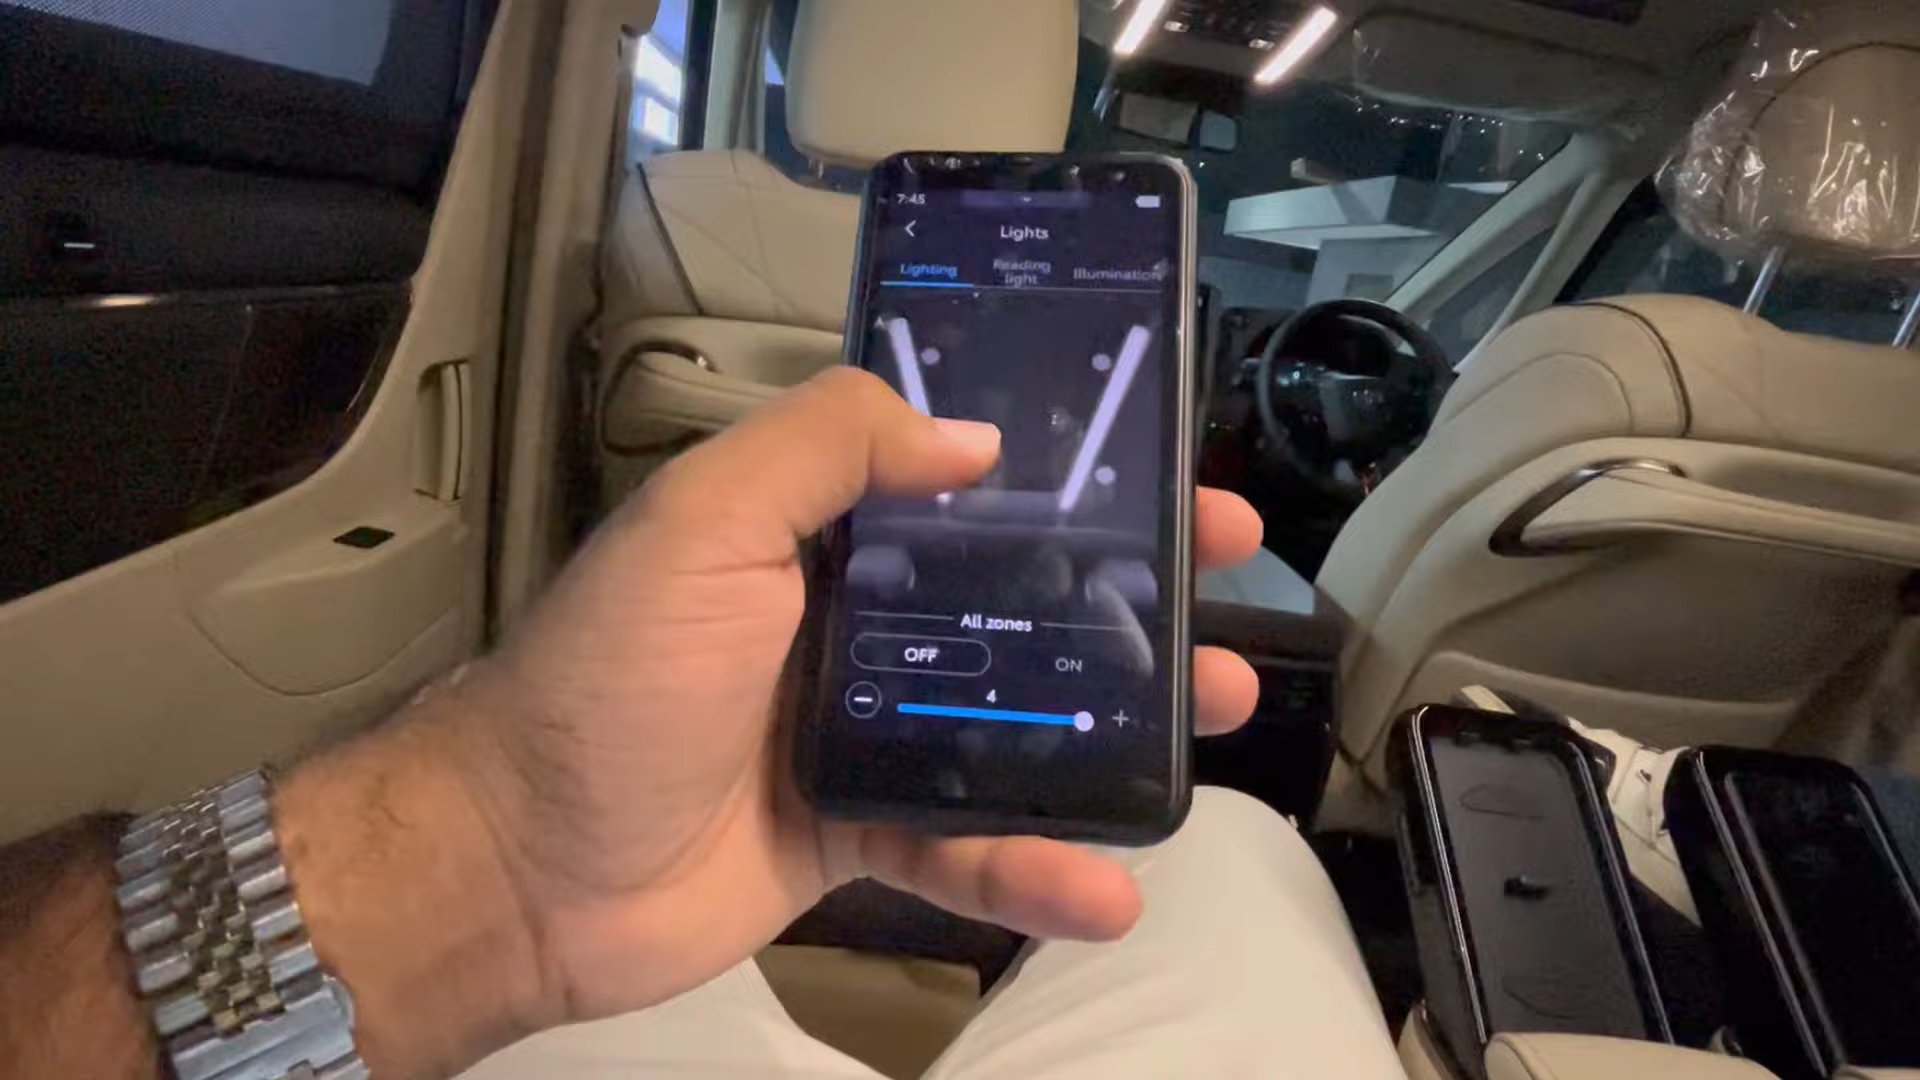 7:45
Lights
Lighting
Reading
light
Illumination
All zones
OFF
ON
4